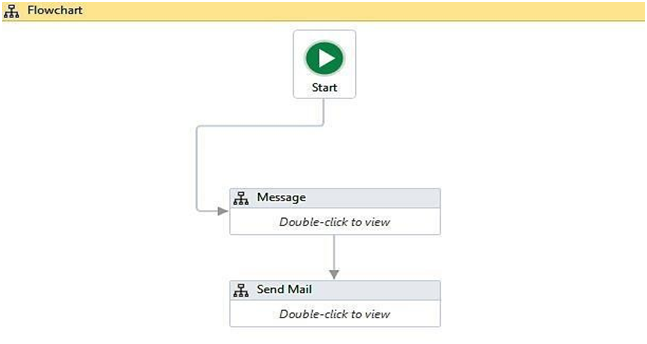 Flowchart
Start
Message
Double-click to view
Send Mail
Double-click to view